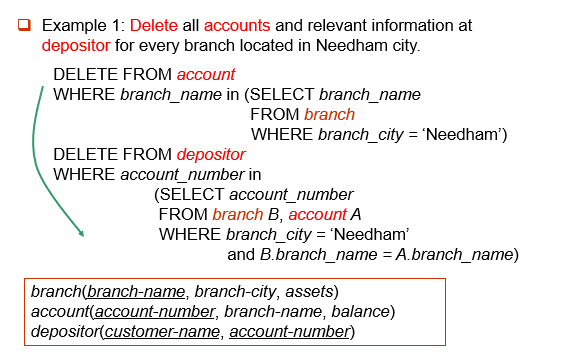 Example 1: Delete all accounts and relevant information at
depositor for every branch located in Needham city.
DELETE FROM account
WHERE branch_name in (SELECT branch_name
FROM branch
WHERE branch_city = ‘Needham’)
DELETE FROM depositor
WHERE account_number in
(SELECT account_number
FROM branch B, account A
WHERE branch_city = ‘Needham’
and B.branch_name = A.branch_name)
branch(branch-name, branch-city, assets)
account(account-number, branch-name, balance)
depositor(customer-name, account-number)